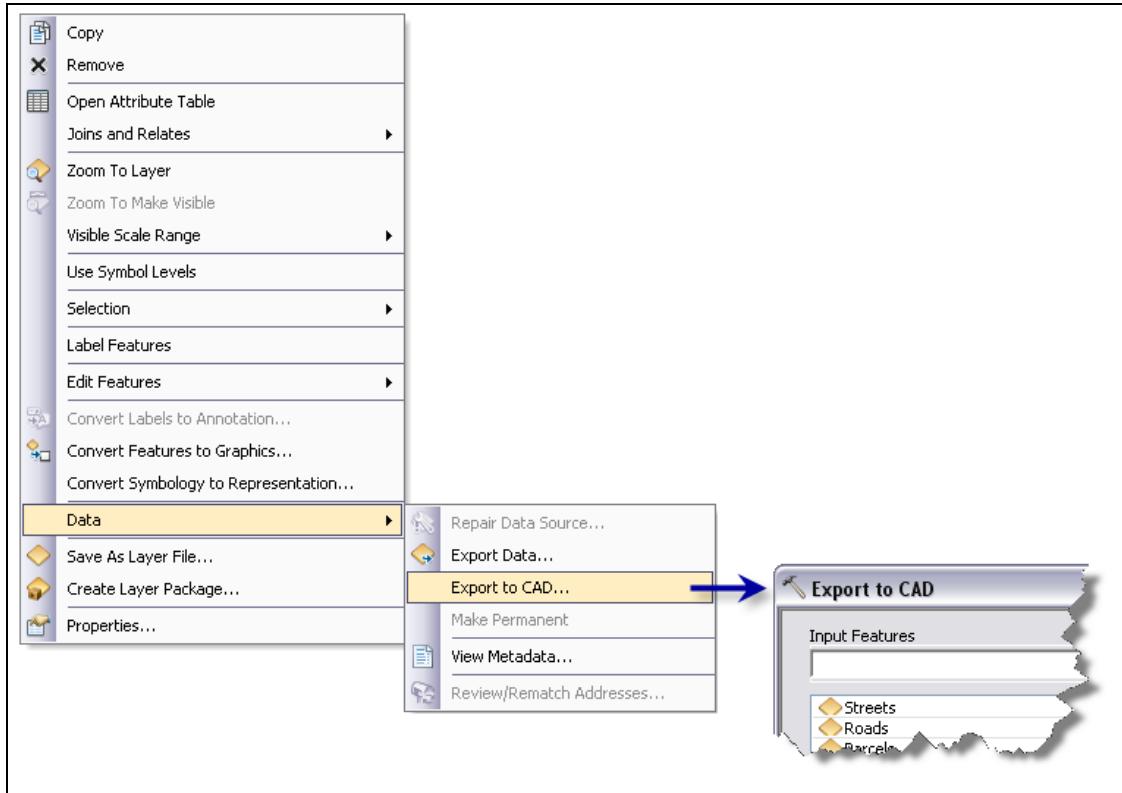 Copy
Remove
Open Attribute Table
Joins and Relates
Zoom To Layer
Zoom To Make Visible
Visible Scale Range
Use Symbol Levels
Selection
Label Features
Edit Features
Convert Labels to Annotation...
Convert Features to Graphics...
Convert Symbology to Representation...
Data
Save As Layer File...
Create Layer Package...
Properties...
Repair Data Source...
Export Data...
Export to CAD...
Make Permanent
View Metadata...
Review/Rematch Addresses...
Export to CAD
Input Features
Streets
Roads
Parcels